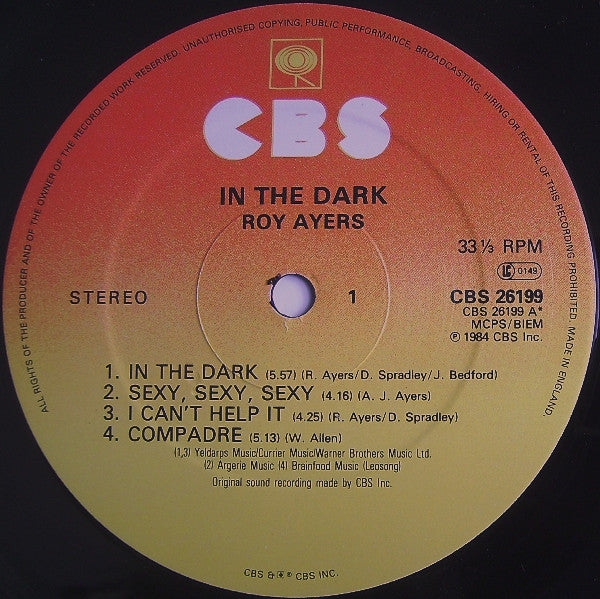 ALL RIGHTS OF THE PRODUCER AND OF THE OWNER OF THE RECORDED WORK RESERVED. UNAUTHORISED COPYING, PUBLIC PERFORMANCE, BROADCASTING, HIRING OR RENTAL OF THIS RECORDING PROHIBITED. MADE IN ENGLAND.
CBS
IN THE DARK
ROY AYERS
33⅓ RPM
LC 0149
STEREO
1
CBS 26199
CBS 26199 A*
MCPS/BIEM
℗ 1984 CBS Inc.
1. IN THE DARK (5.57) (R. Ayers/D. Spradley/J. Bedford)
2. SEXY, SEXY, SEXY (4.16) (A. J. Ayers)
3. I CAN'T HELP IT (4.25) (R. Ayers/D. Spradley)
4. COMPADRE (5.13) (W. Allen)
(1,3) Yeldarps Music/Currier Music/Warner Brothers Music Ltd.
(2) Argerie Music (4) Brainfood Music (Leosong)
Original sound recording made by CBS Inc.
CBS & ® CBS INC.